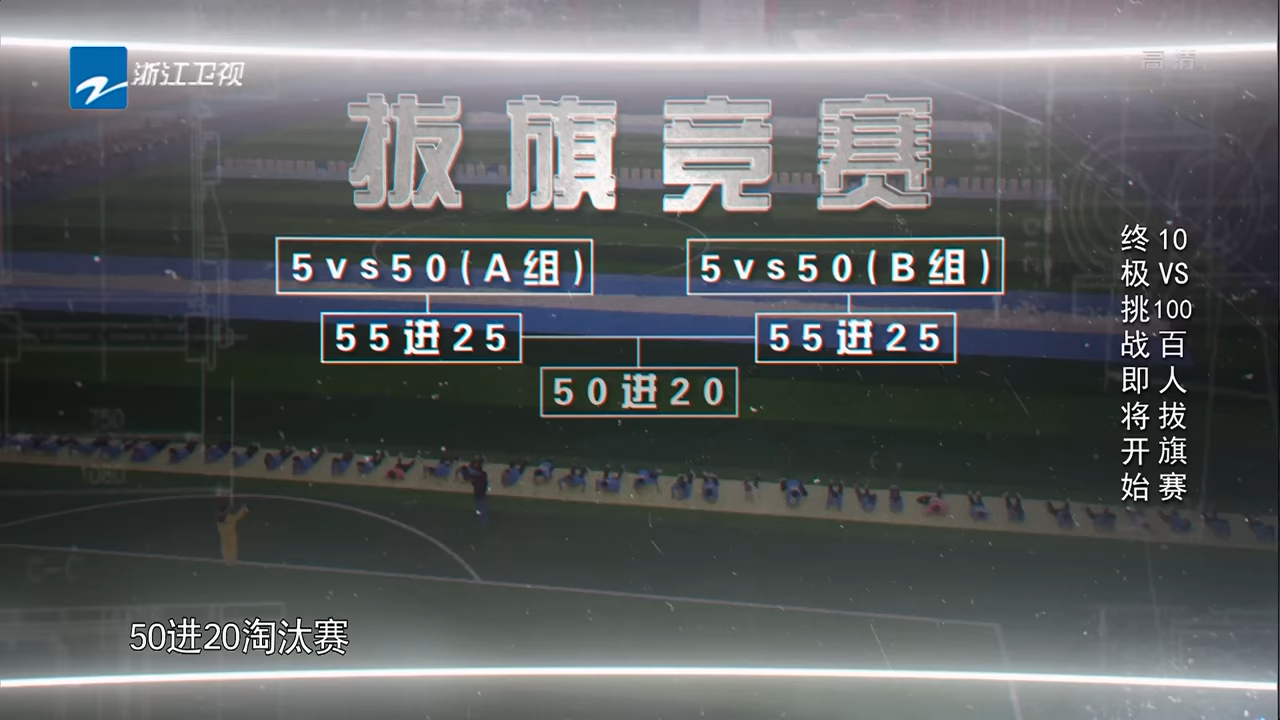 浙江卫视
高清
拔旗竞赛
5vs50(A组)
5vs50(B组)
55进25
55进25
50进20
10VS100百人拔旗赛
终极挑战即将开始
50进20淘汰赛